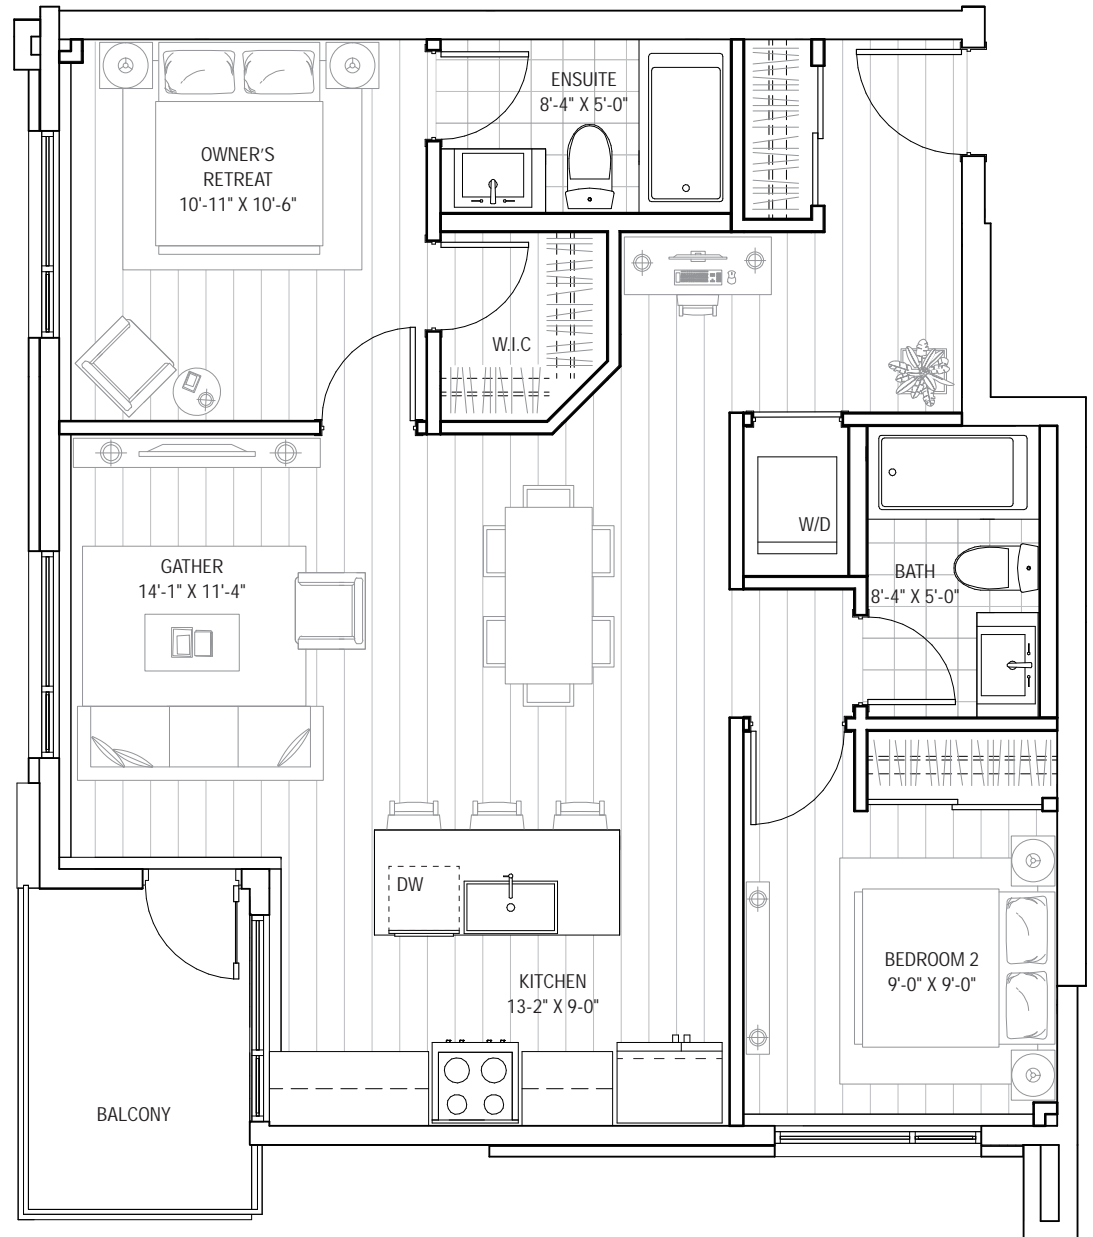 ENSUITE
8'-4" X 5'-0"
OWNER'S
RETREAT
10'-11" X 10'-6"
W.I.C
W/D
GATHER
14'-1" X 11'-4"
BATH
8'-4" X 5'-0"
DW
KITCHEN
13-2" X 9-0"
BEDROOM 2
9'-0" X 9'-0"
BALCONY